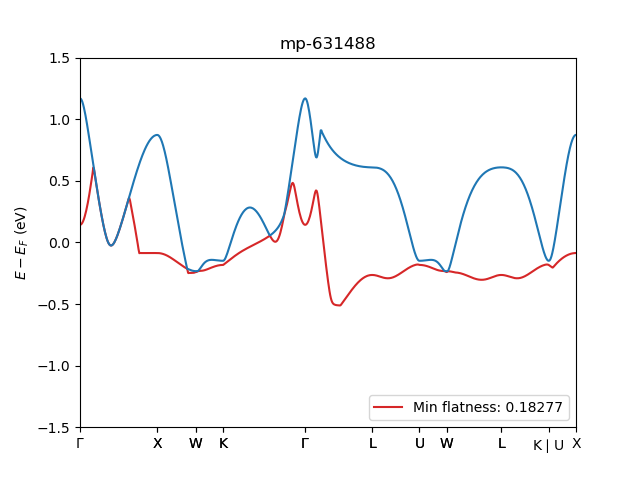 mp-631488
E − E_F (eV)
1.5
1.0
0.5
0.0
−0.5
−1.0
−1.5
Min flatness: 0.18277
Γ X W K Γ L U W L K | U X